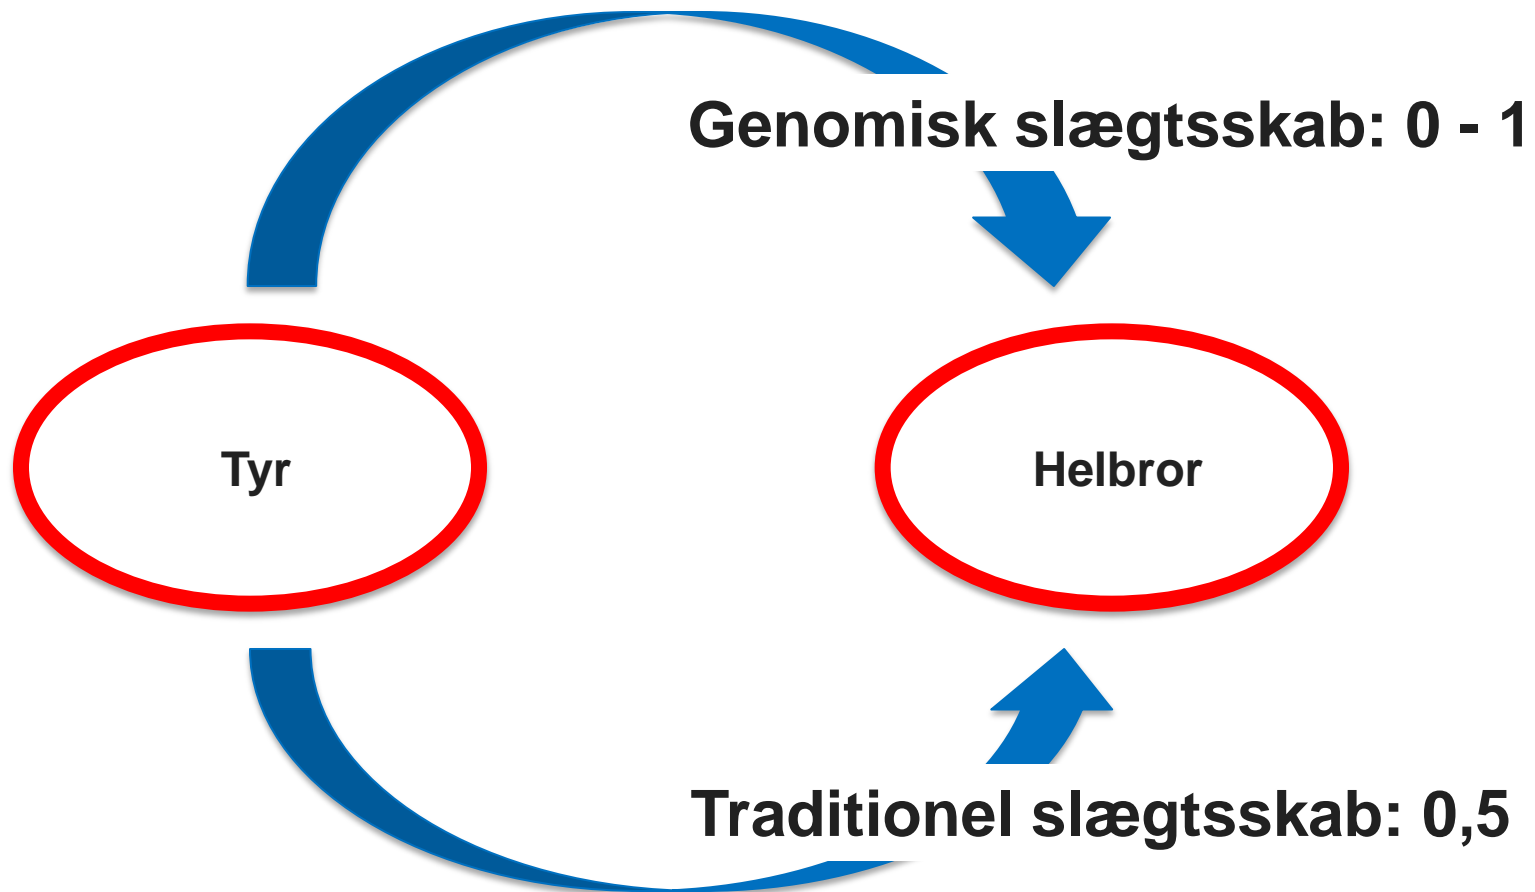 Genomisk slægtsskab: 0 - 1
Tyr
Helbror
Traditionel slægtsskab: 0,5